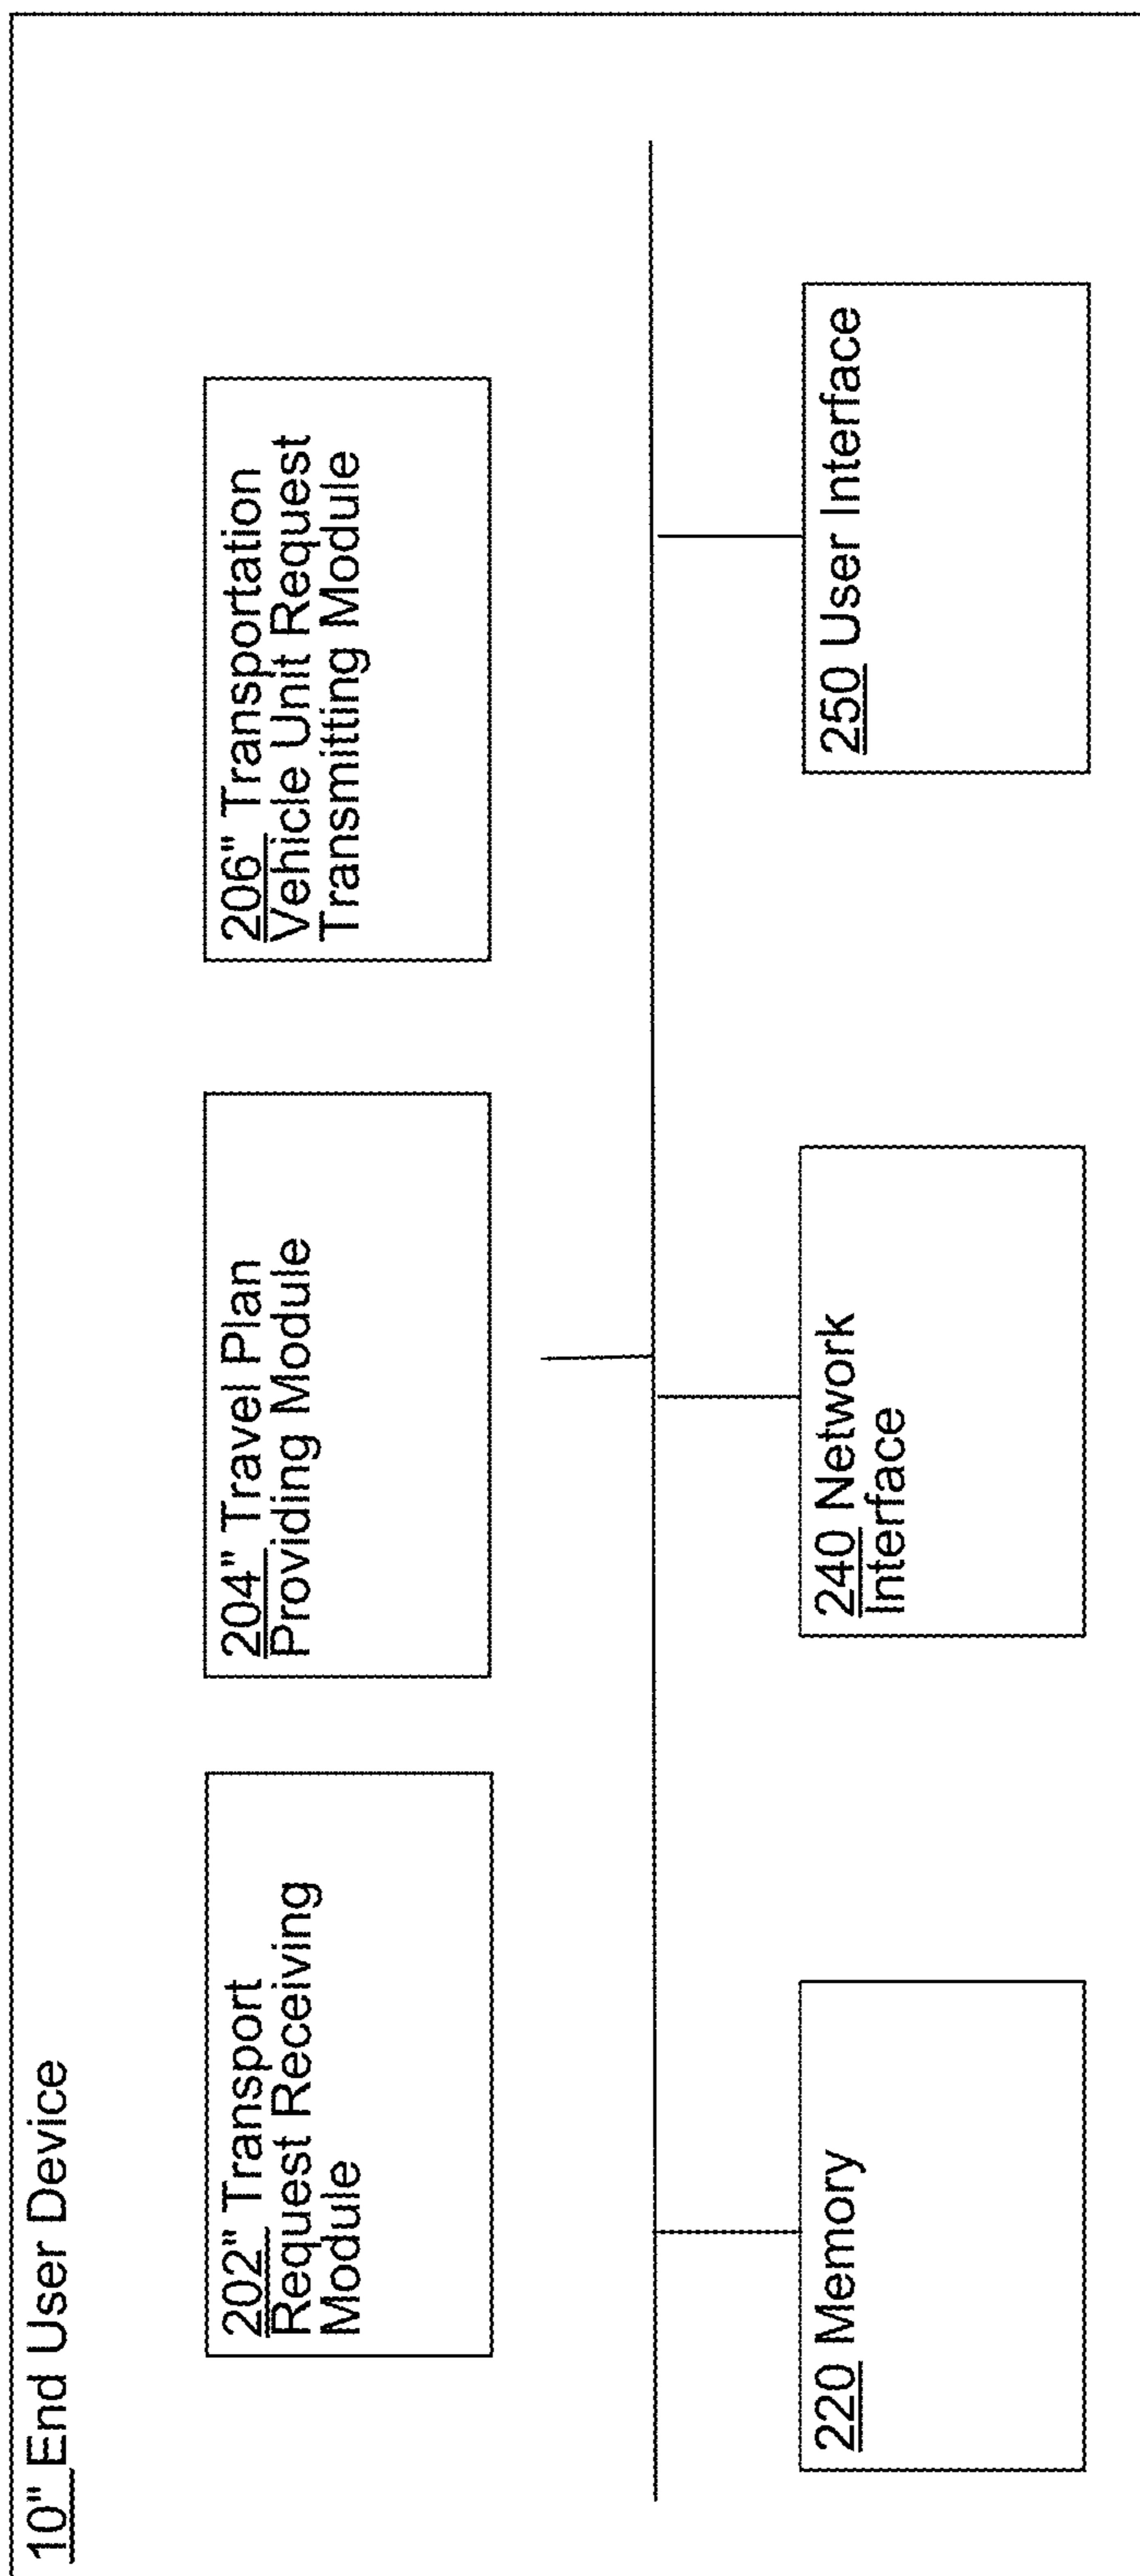 10" End User Device
202" Transport
Request Receiving
Module
204" Travel Plan
Providing Module
206" Transportation
Vehicle Unit Request
Transmitting Module
220 Memory
240 Network
Interface
250 User Interface